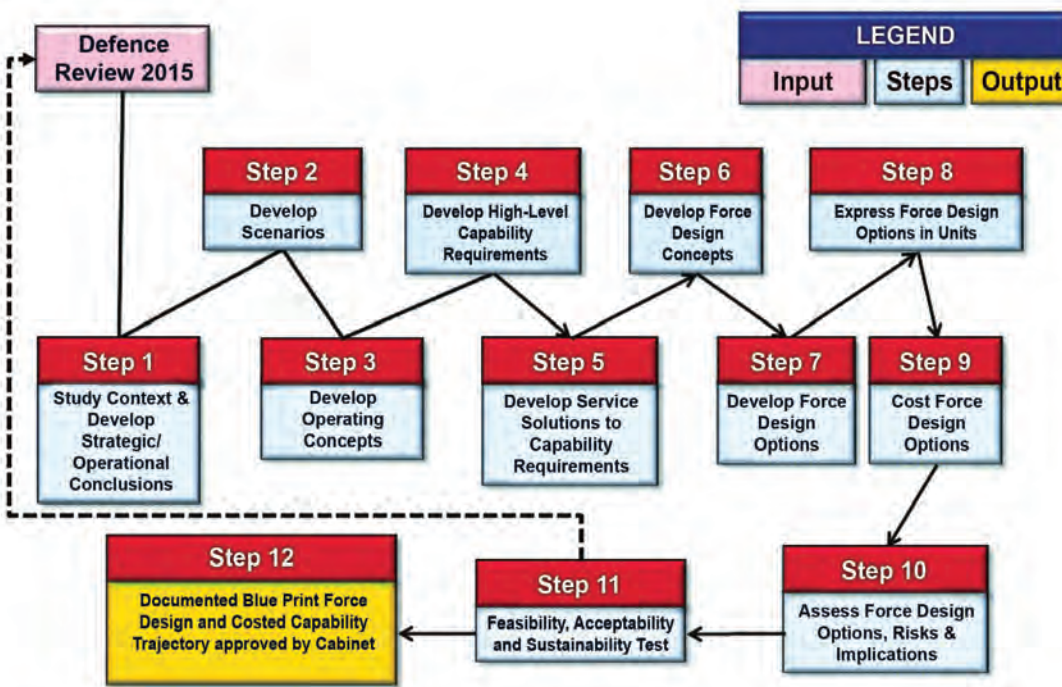 Defence
Review 2015
LEGEND
Input
Steps
Output
Step 2
Develop
Scenarios
Step 4
Develop High-Level
Capability
Requirements
Step 6
Develop Force
Design
Concepts
Step 8
Express Force Design
Options in Units
Step 1
Study Context &
Develop
Strategic/
Operational
Conclusions
Step 3
Develop
Operating
Concepts
Step 5
Develop Service
Solutions to
Capability
Requirements
Step 7
Develop Force
Design
Options
Step 9
Cost Force
Design
Options
Step 12
Documented Blue Print Force
Design and Costed Capability
Trajectory approved by Cabinet
Step 11
Feasibility, Acceptability
and Sustainability Test
Step 10
Assess Force Design
Options, Risks &
Implications